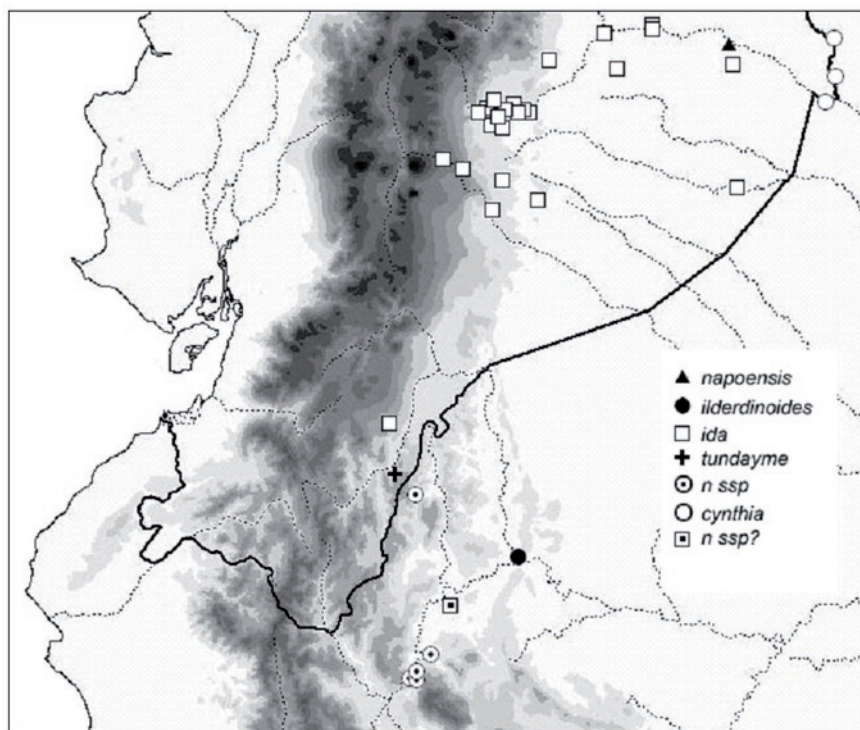 napoensis
ilderdinoides
ida
tundayme
n ssp
cynthia
n ssp?